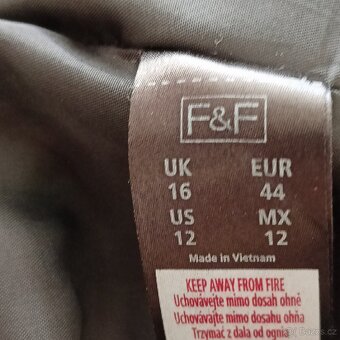 F&F
UK EUR
16 44
US MX
12 12
Made in Vietnam
KEEP AWAY FROM FIRE
Uchovávejte mimo dosah ohně
Uchovávajte mimo dosahu ohňa
Trzymać z dala od ognia